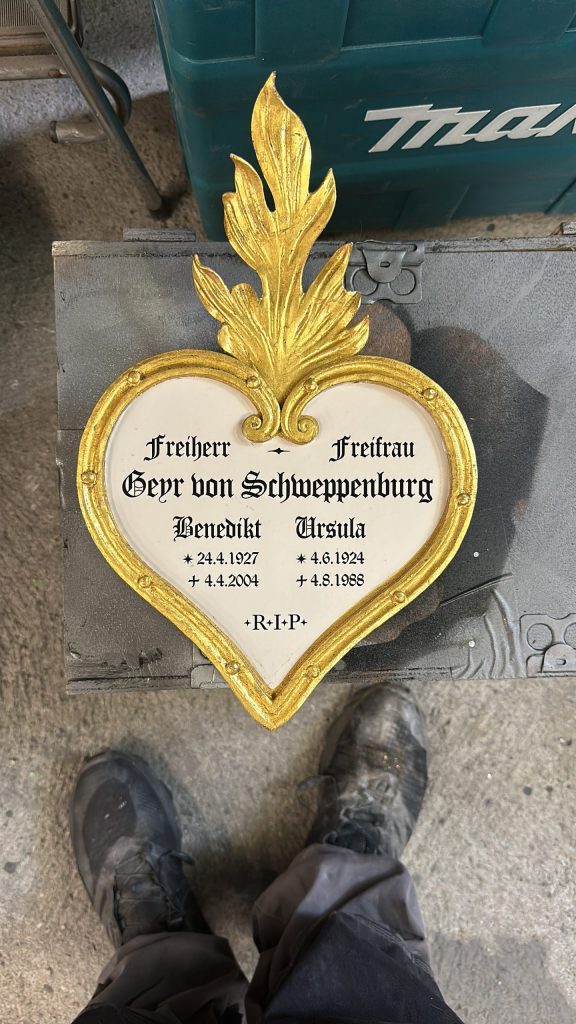 maki
Freiherr ✦ Freifrau
Geyr von Schweppenburg
Benedikt Ursula
✶ 24.4.1927 ✶ 4.6.1924
✝ 4.4.2004 ✝ 4.8.1988
·R·I·P·